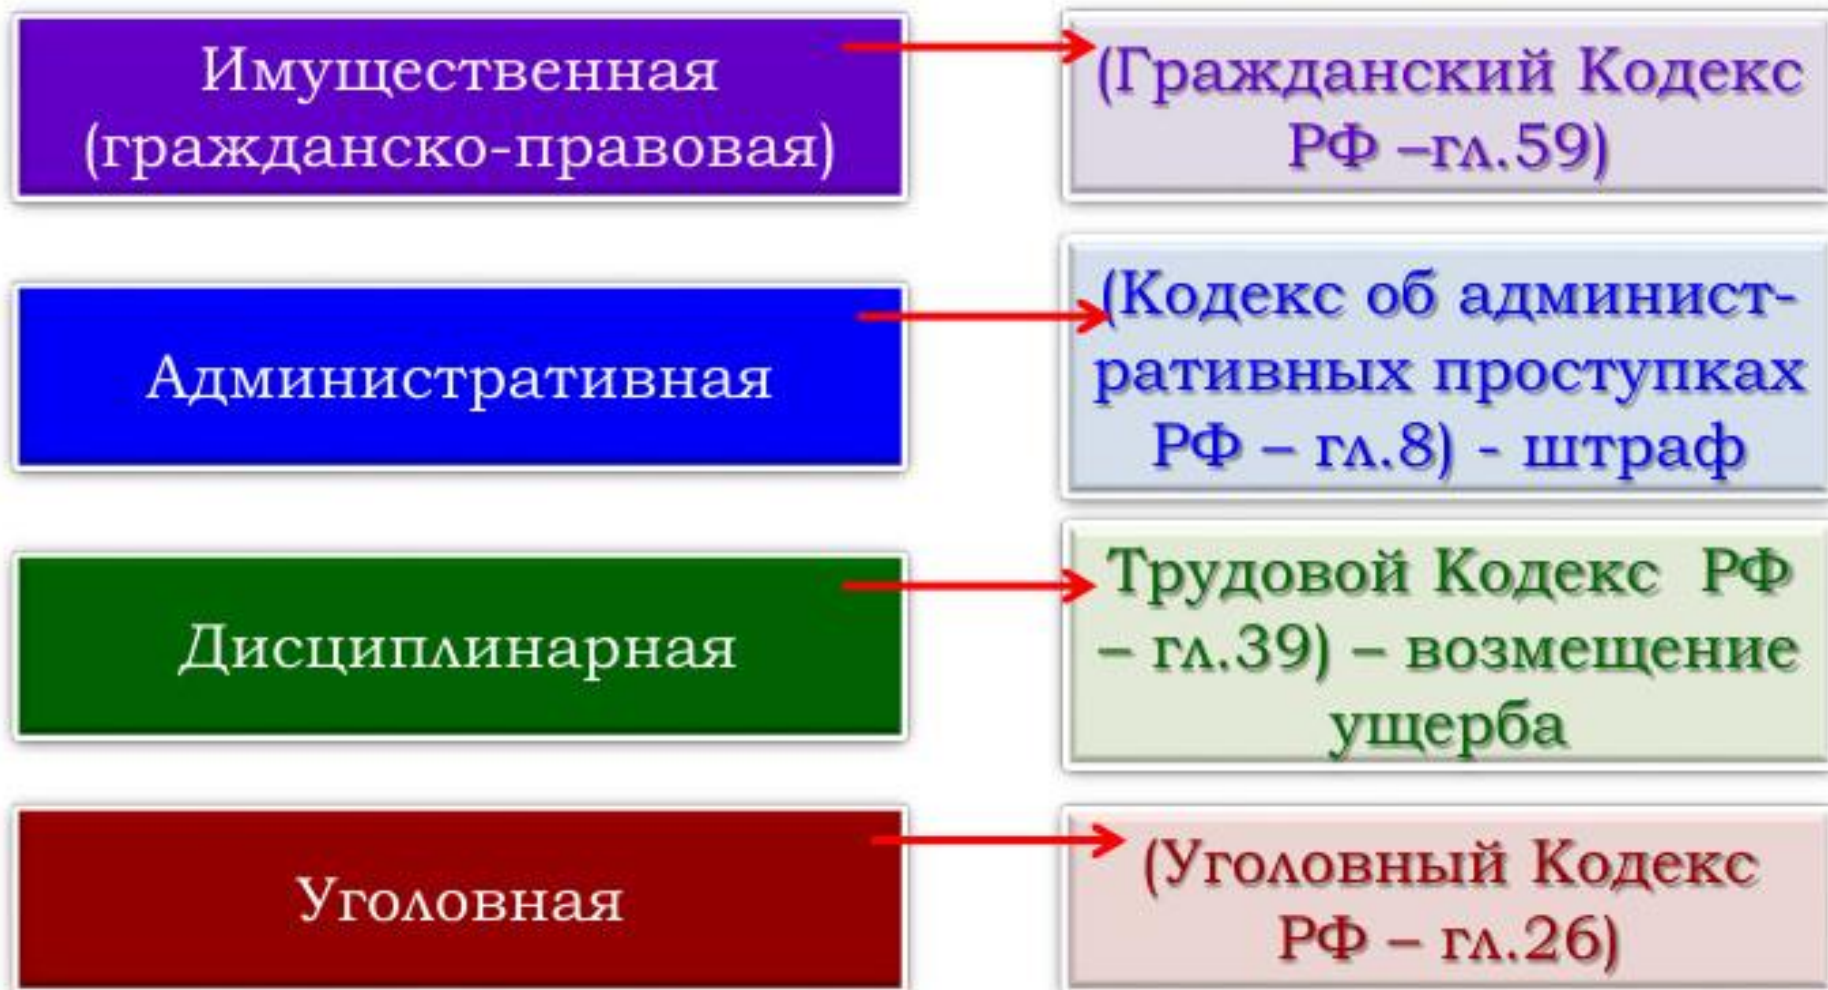 Имущественная
(гражданско-правовая)
(Гражданский Кодекс
РФ –гл.59)
Административная
(Кодекс об админист-
ративных проступках
РФ – гл.8) - штраф
Дисциплинарная
Трудовой Кодекс  РФ
– гл.39) – возмещение
ущерба
Уголовная
(Уголовный Кодекс
РФ – гл.26)